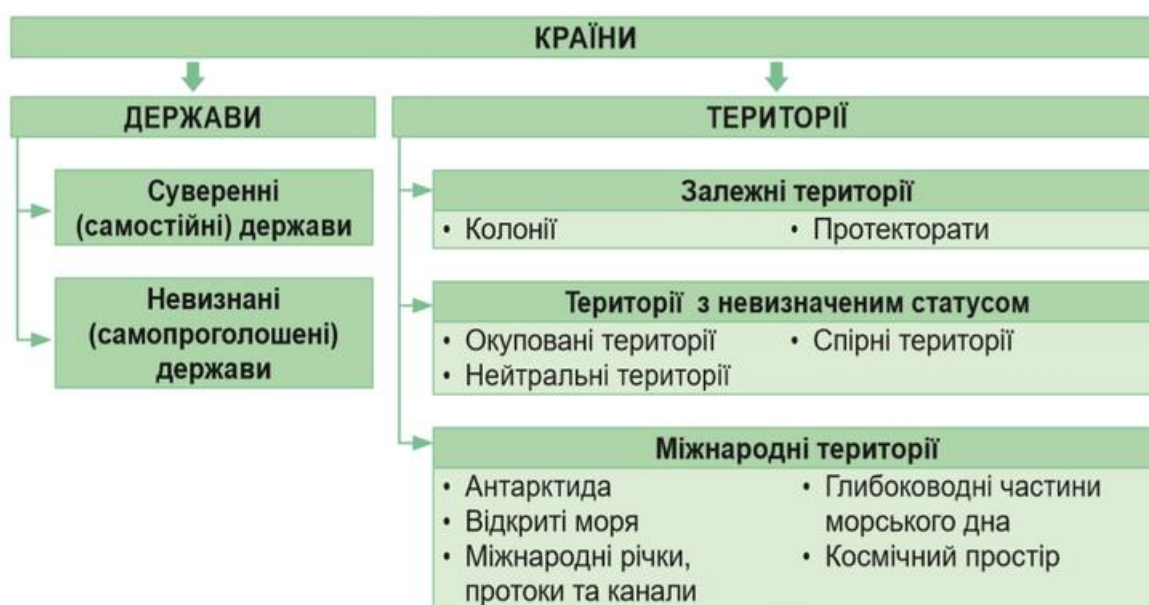 КРАЇНИ
ДЕРЖАВИ
Суверенні
(самостійні) держави
Невизнані
(самопроголошені)
держави
ТЕРИТОРІЇ
Залежні території
• Колонії
• Протекторати
Території з невизначеним статусом
• Окуповані території
• Нейтральні території
• Спірні території
Міжнародні території
• Антарктида
• Відкриті моря
• Міжнародні річки,
протоки та канали
• Глибоководні частини
морського дна
• Космічний простір